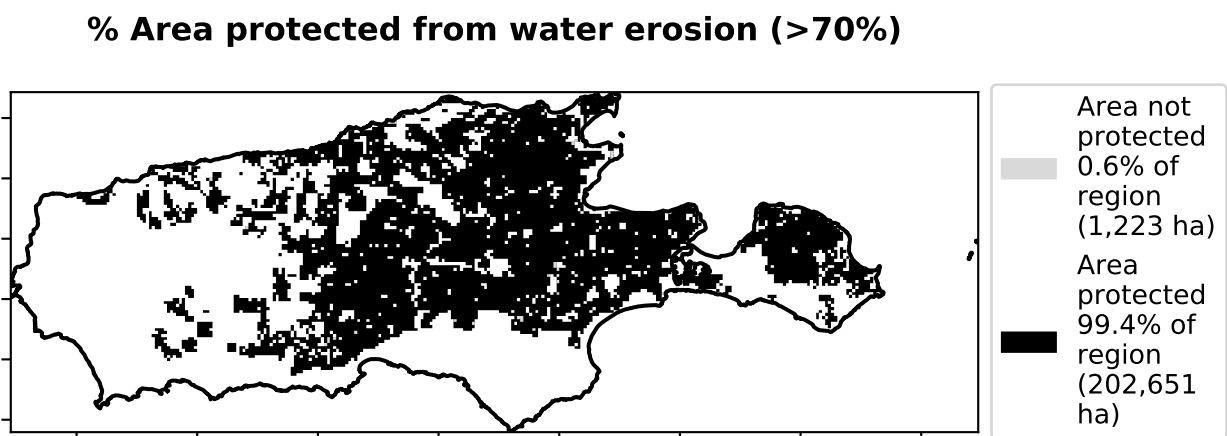 % Area protected from water erosion (>70%)
Area not
protected
0.6% of
region
(1,223 ha)
Area
protected
99.4% of
region
(202,651
ha)